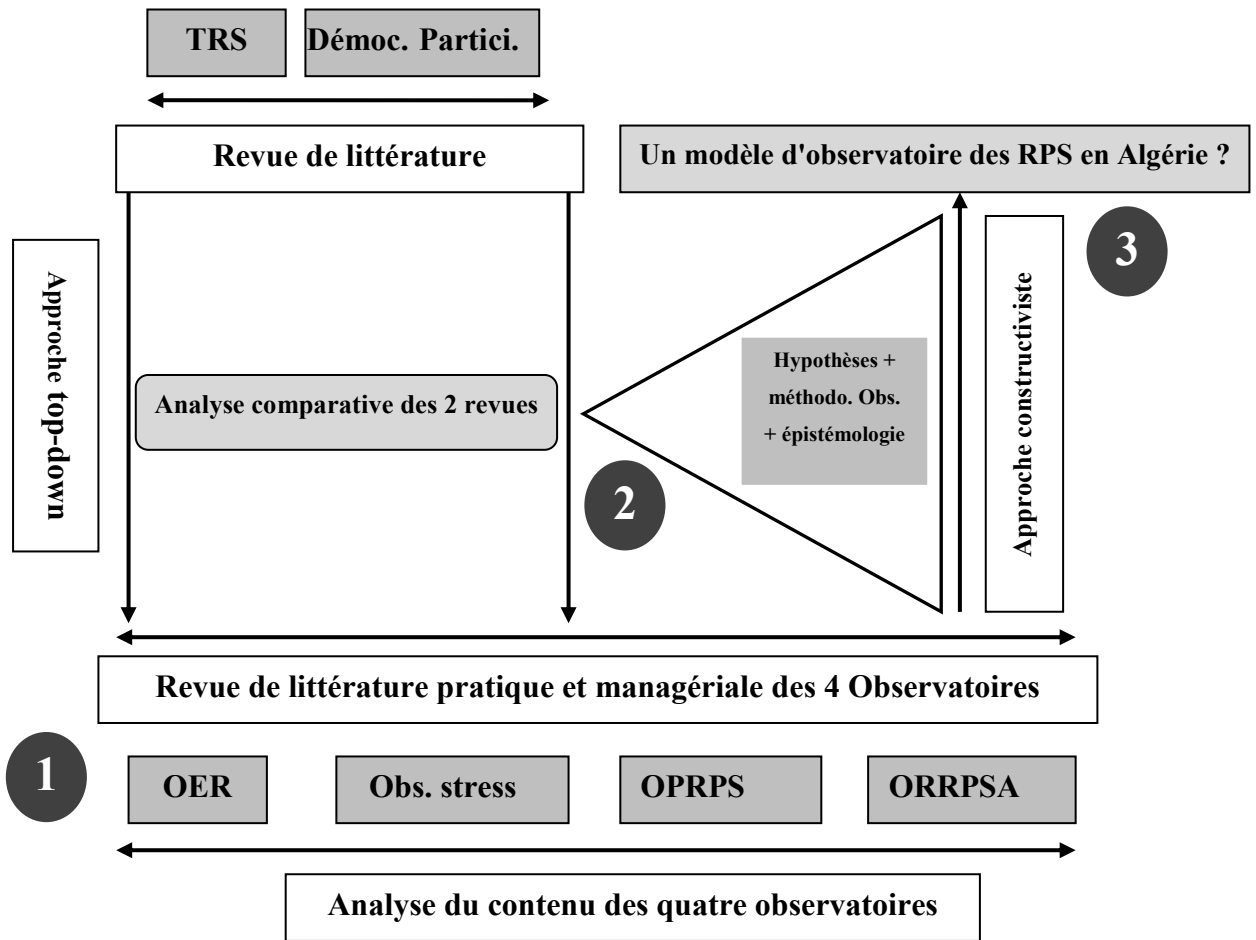 TRS
Démoc. Partici.
Revue de littérature
Un modèle d'observatoire des RPS en Algérie ?
3
Approche top-down
Analyse comparative des 2 revues
Hypothèses +
méthodo. Obs.
+ épistémologie
Approche constructiviste
2
Revue de littérature pratique et managériale des 4 Observatoires
1
OER
Obs. stress
OPRPS
ORRPSA
Analyse du contenu des quatre observatoires